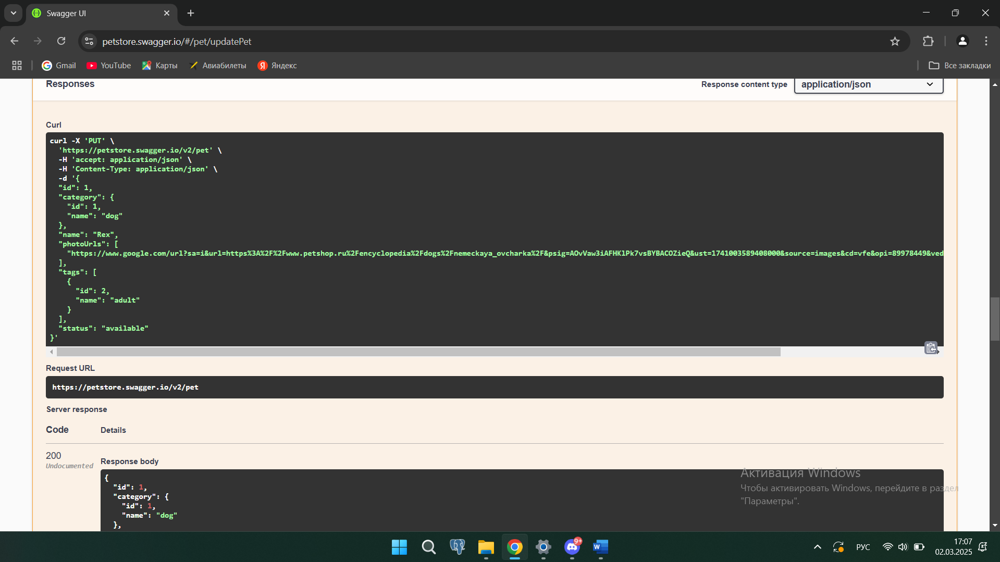 Swagger UI
petstore.swagger.io/#/pet/updatePet
Gmail
YouTube
Карты
Авиабилеты
Яндекс
Все закладки
Responses
Response content type
application/json
Curl
curl -X 'PUT' \
'https://petstore.swagger.io/v2/pet' \
-H 'accept: application/json' \
-H 'Content-Type: application/json' \
-d '{
"id": 1,
"category": {
"id": 1,
"name": "dog"
},
"name": "Rex",
"photoUrls": [
"https://www.google.com/url?sa=i&url=https%3A%2F%2Fwww.petshop.ru%2Fencyclopedia%2Fdogs%2Fnemeckaya_ovcharka%2F&psig=AOvVaw3iAFHKlPk7vsBYBACOZieQ&ust=1741003589408000&source=images&cd=vfe&opi=89978449&ved
],
"tags": [
{
"id": 2,
"name": "adult"
}
],
"status": "available"
}'
Request URL
https://petstore.swagger.io/v2/pet
Server response
Code
Details
200
Undocumented
Response body
{
"id": 1,
"category": {
"id": 1,
"name": "dog"
},
Активация Windows
Чтобы активировать Windows, перейдите в раздел
"Параметры".
9+
РУС
17:07
02.03.2025